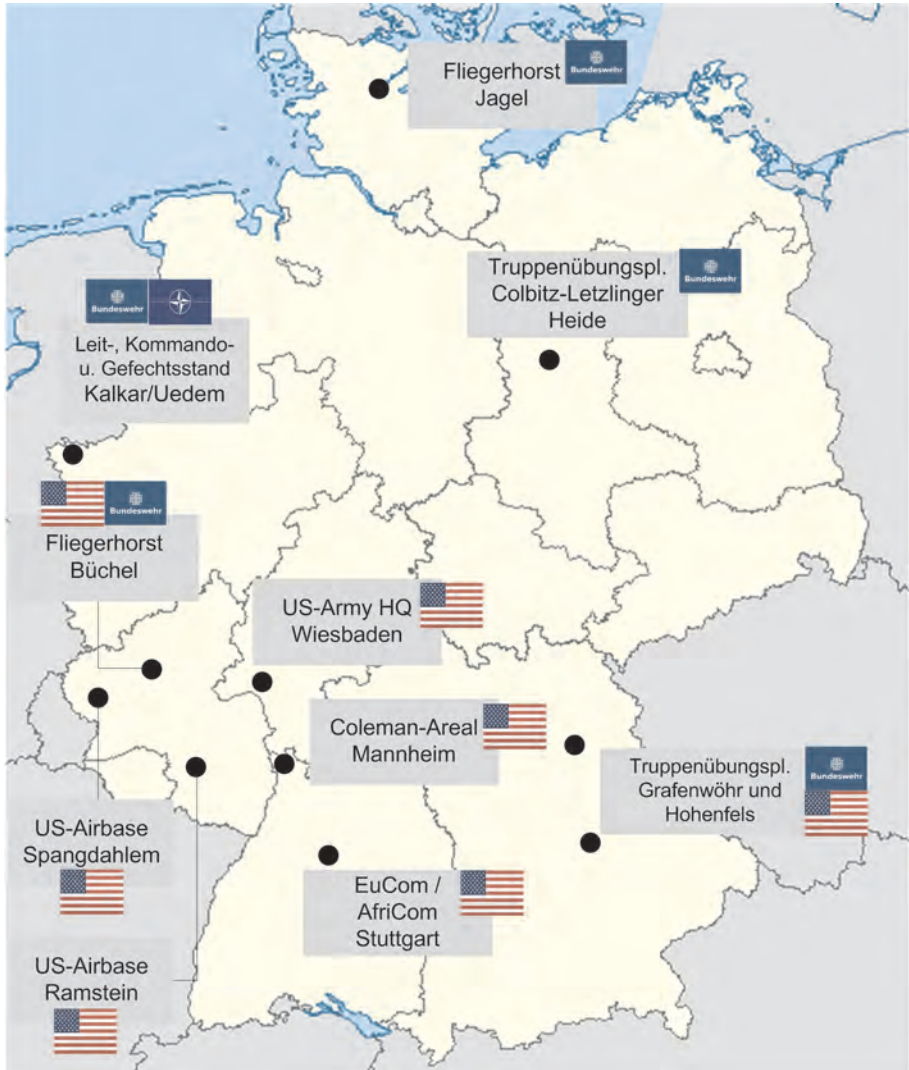 Fliegerhorst
Jagel
Bundeswehr
Truppenübungspl.
Colbitz-Letzlinger
Heide
Bundeswehr
Bundeswehr
Leit-, Kommando-
u. Gefechtsstand
Kalkar/Uedem
Bundeswehr
Fliegerhorst
Büchel
US-Army HQ
Wiesbaden
Coleman-Areal
Mannheim
Truppenübungspl.
Grafenwöhr und
Hohenfels
Bundeswehr
US-Airbase
Spangdahlem
EuCom /
AfriCom
Stuttgart
US-Airbase
Ramstein